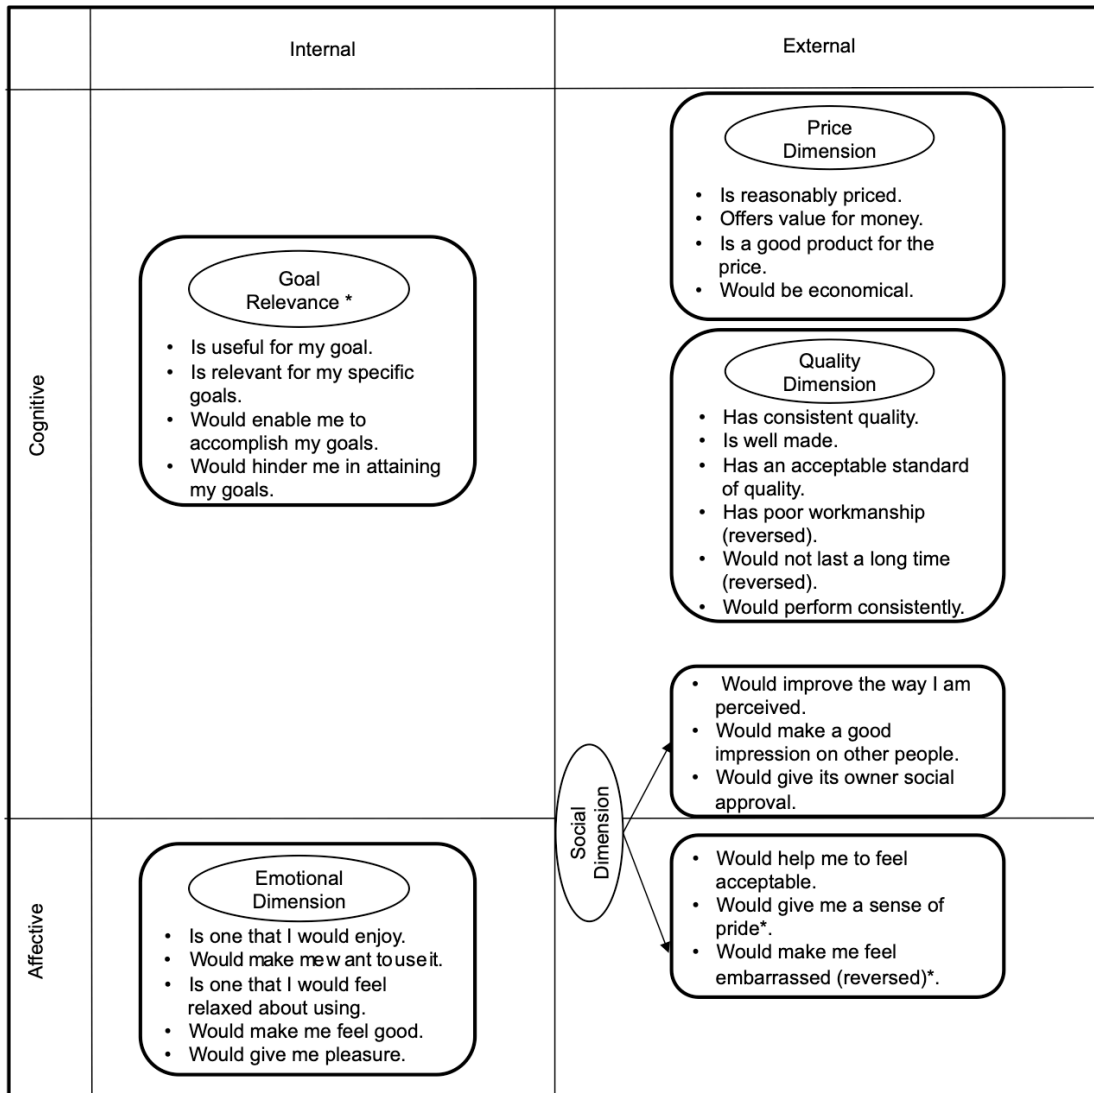 Internal
External
Cognitive
Goal
Relevance *
• Is useful for my goal.
• Is relevant for my specific
goals.
• Would enable me to
accomplish my goals.
• Would hinder me in attaining
my goals.
Price
Dimension
• Is reasonably priced.
• Offers value for money.
• Is a good product for the
price.
• Would be economical.
Quality
Dimension
• Has consistent quality.
• Is well made.
• Has an acceptable standard
of quality.
• Has poor workmanship
(reversed).
• Would not last a long time
(reversed).
• Would perform consistently.
Social
Dimension
• Would improve the way I am
perceived.
• Would make a good
impression on other people.
• Would give its owner social
approval.
Affective
Emotional
Dimension
• Is one that I would enjoy.
• Would make me want to use it.
• Is one that I would feel
relaxed about using.
• Would make me feel good.
• Would give me pleasure.
• Would help me to feel
acceptable.
• Would give me a sense of
pride*.
• Would make me feel
embarrassed (reversed)*.